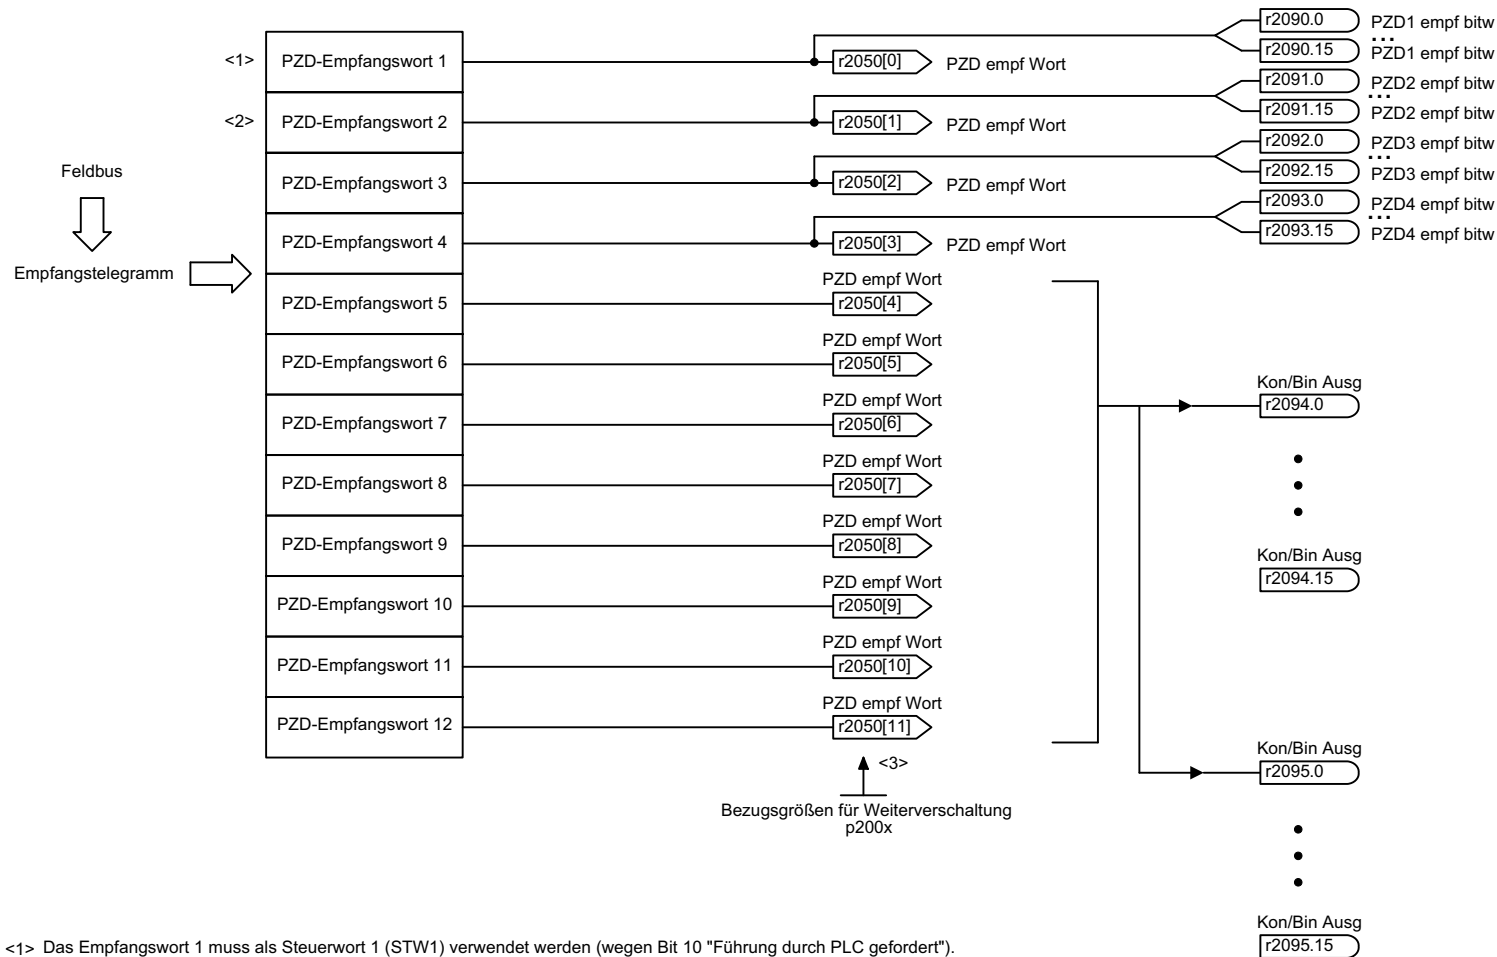 r2090.0 PZD1 empf bitw
...
<1> PZD-Empfangswort 1 r2050[0] PZD empf Wort r2090.15 PZD1 empf bitw
r2091.0 PZD2 empf bitw
...
<2> PZD-Empfangswort 2 r2050[1] PZD empf Wort r2091.15 PZD2 empf bitw
r2092.0 PZD3 empf bitw
...
Feldbus PZD-Empfangswort 3 r2050[2] PZD empf Wort r2092.15 PZD3 empf bitw
r2093.0 PZD4 empf bitw
...
PZD-Empfangswort 4 r2050[3] PZD empf Wort r2093.15 PZD4 empf bitw
Empfangstelegramm
PZD empf Wort
PZD-Empfangswort 5 r2050[4]
PZD empf Wort
PZD-Empfangswort 6 r2050[5]
Kon/Bin Ausg
PZD empf Wort r2094.0
PZD-Empfangswort 7 r2050[6]
PZD empf Wort
PZD-Empfangswort 8 r2050[7]
PZD empf Wort
PZD-Empfangswort 9 r2050[8]
Kon/Bin Ausg
PZD empf Wort r2094.15
PZD-Empfangswort 10 r2050[9]
PZD empf Wort
PZD-Empfangswort 11 r2050[10]
PZD empf Wort
PZD-Empfangswort 12 r2050[11]
Kon/Bin Ausg
<3> r2095.0
Bezugsgrößen für Weiterverschaltung
p200x
Kon/Bin Ausg
r2095.15
<1> Das Empfangswort 1 muss als Steuerwort 1 (STW1) verwendet werden (wegen Bit 10 "Führung durch PLC gefordert").